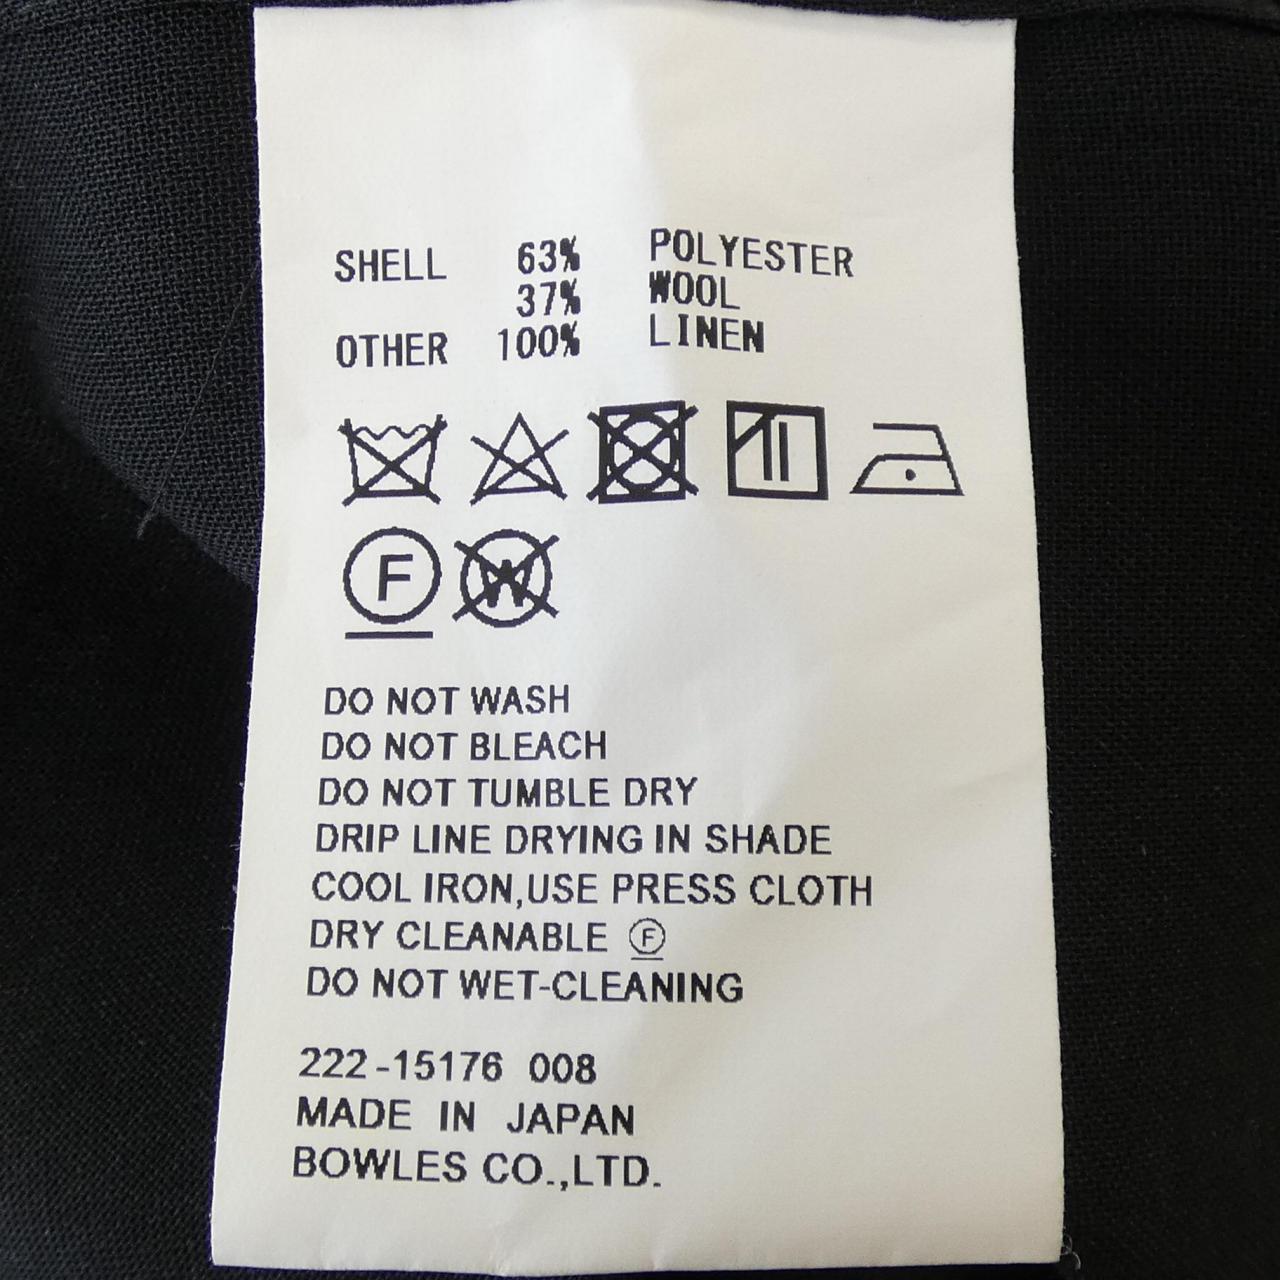 SHELL 63% POLYESTER
37% WOOL
OTHER 100% LINEN
F W
DO NOT WASH
DO NOT BLEACH
DO NOT TUMBLE DRY
DRIP LINE DRYING IN SHADE
COOL IRON,USE PRESS CLOTH
DRY CLEANABLE Ⓕ
DO NOT WET-CLEANING
222-15176 008
MADE IN JAPAN
BOWLES CO.,LTD.